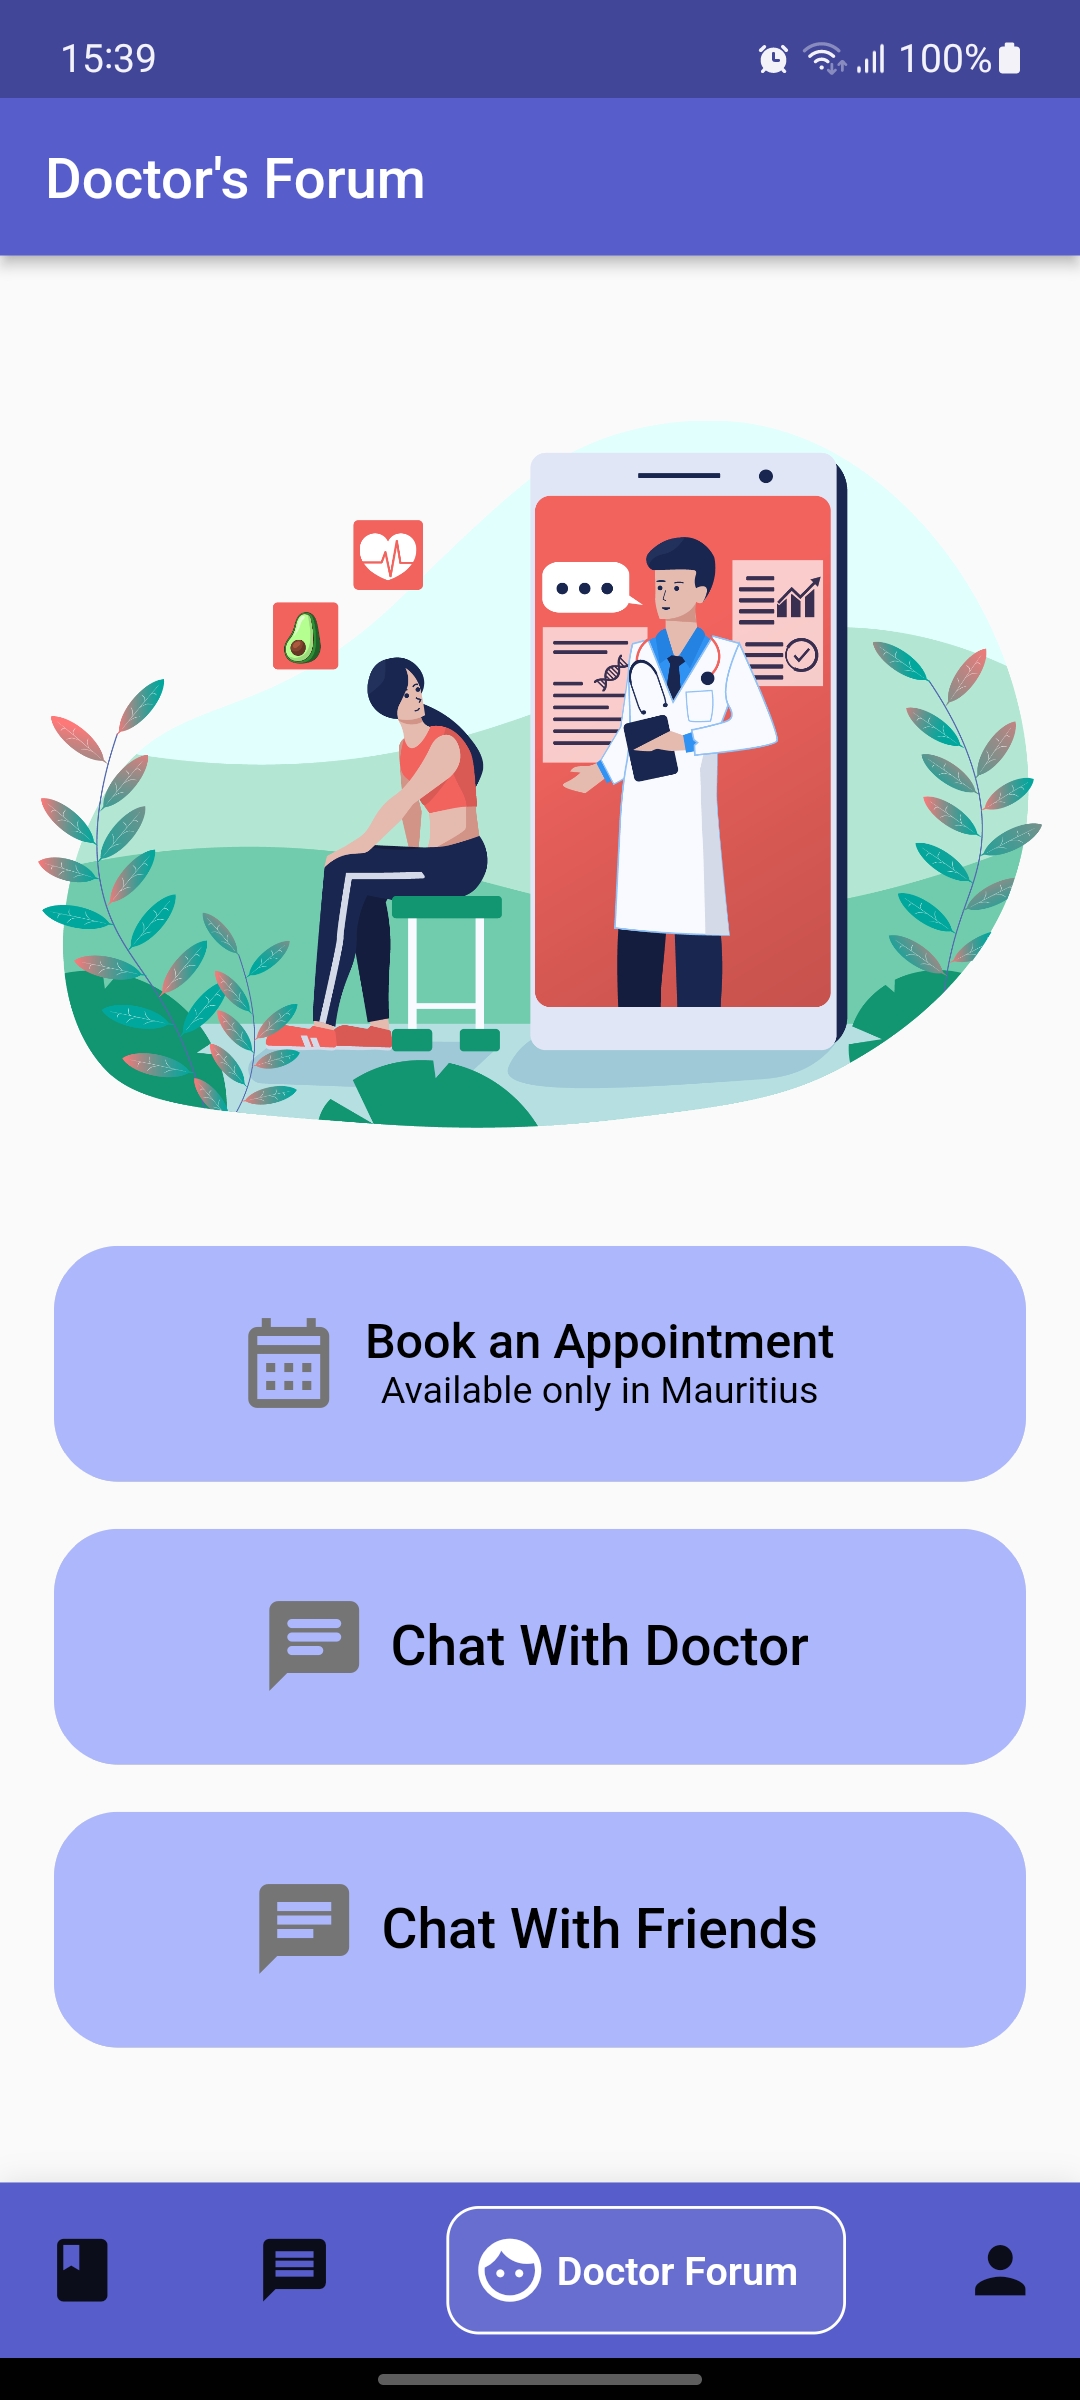 15:39
100%
Doctor's Forum
Book an Appointment
Available only in Mauritius
Chat With Doctor
Chat With Friends
Doctor Forum